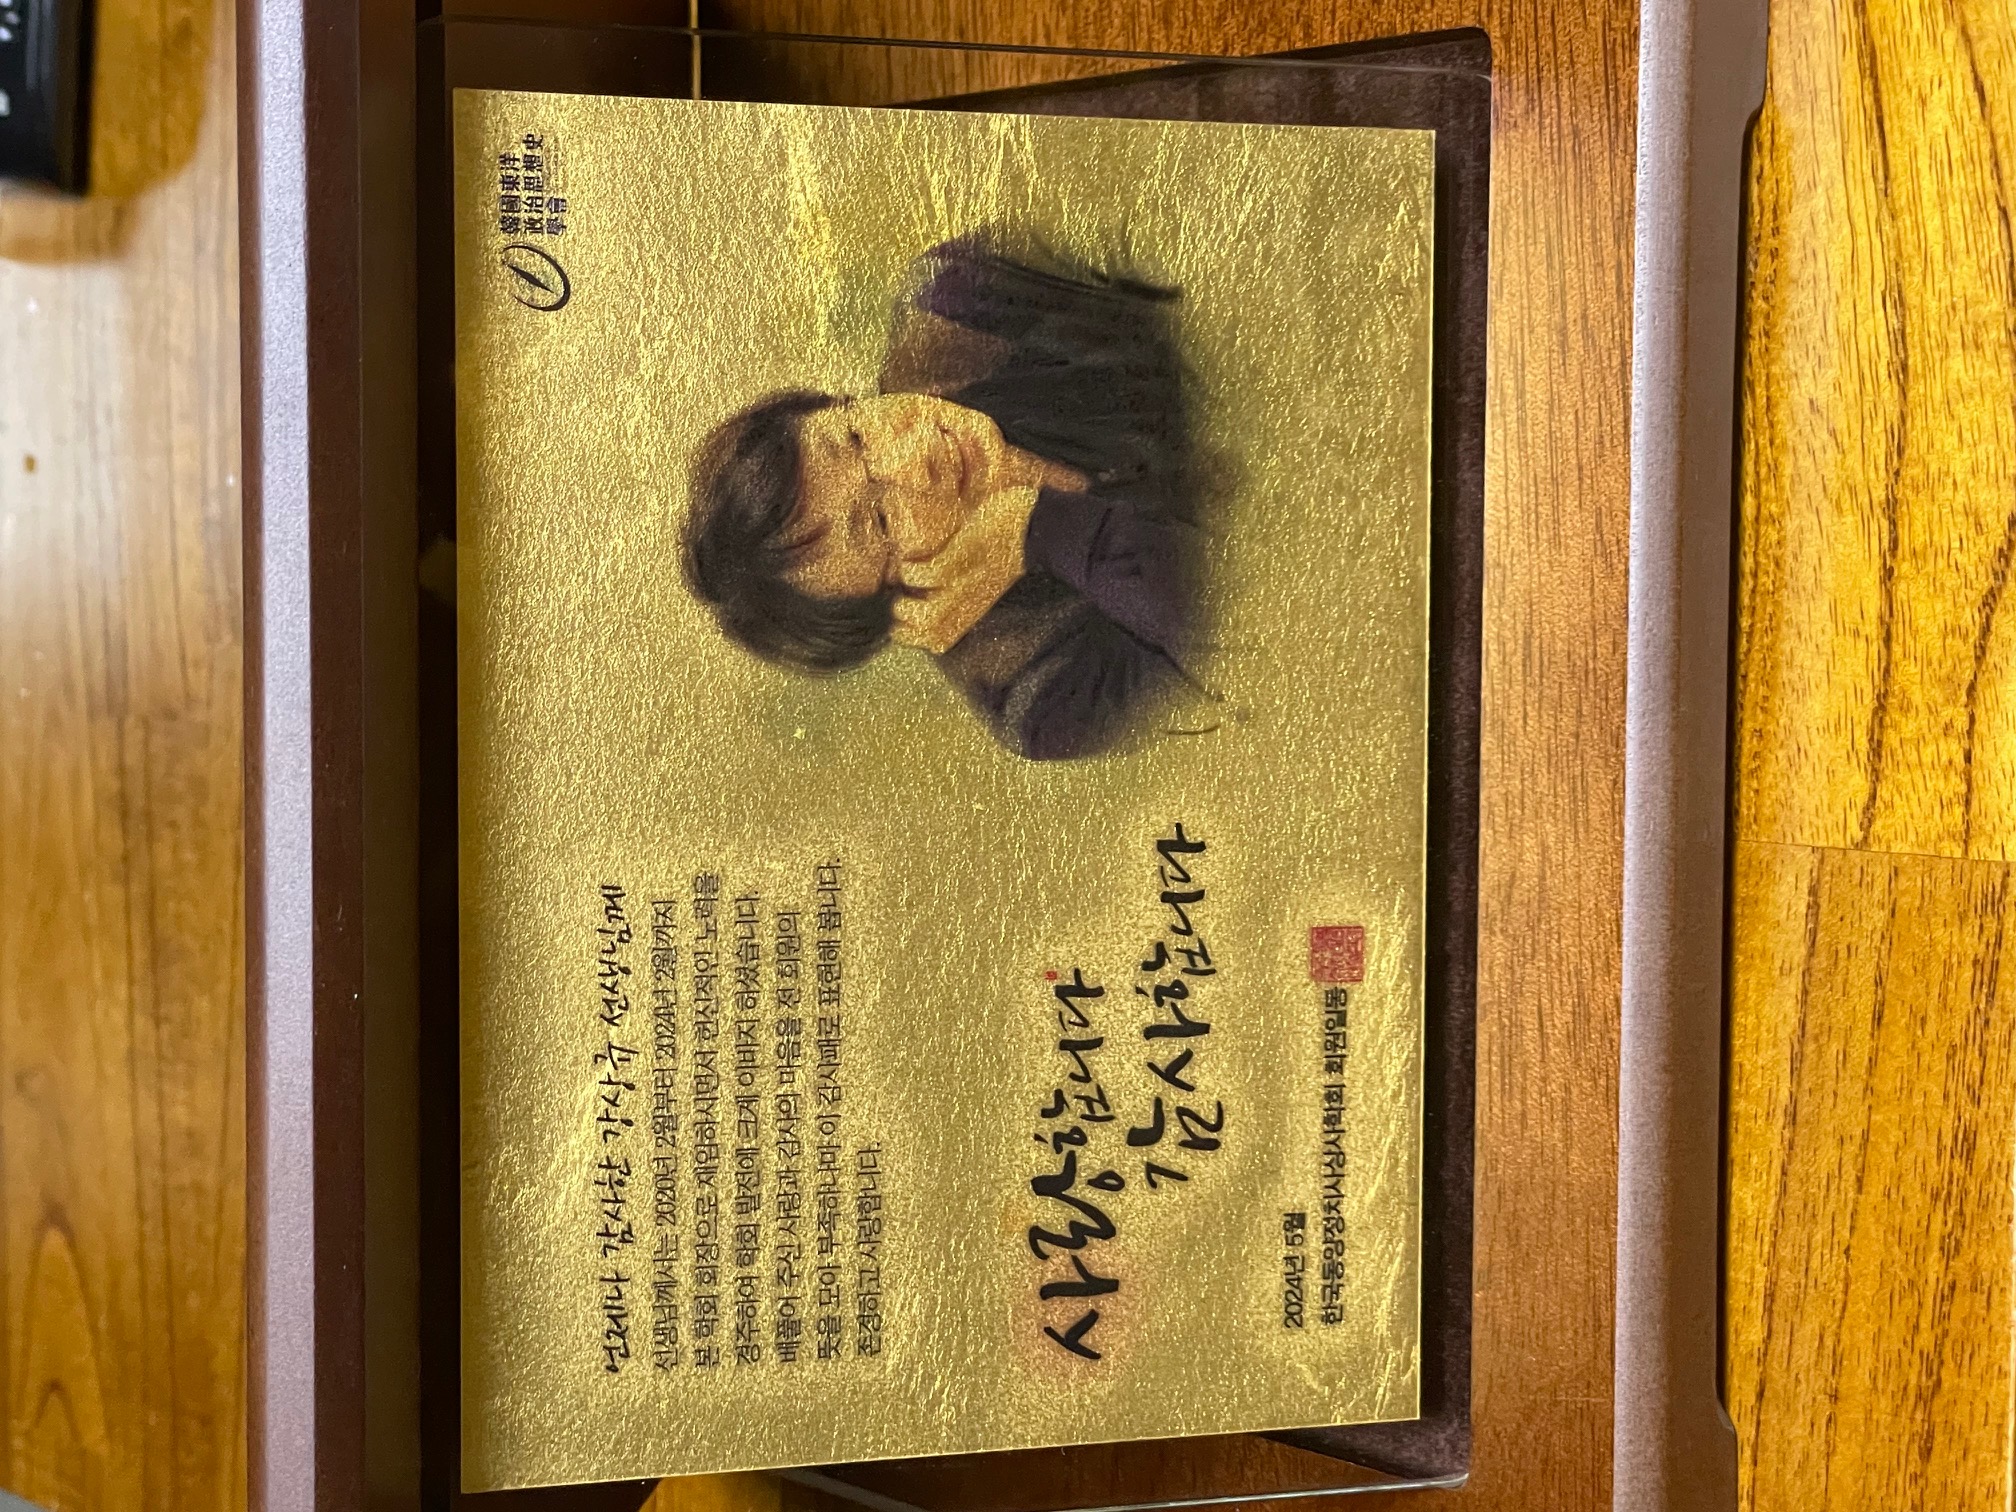 韓國東洋
政治思想史
學會
언제나 감사한 강상규 선생님께
선생님께서는 2020년 2월부터 2024년 2월까지
본 학회 회장으로 재임하시면서 헌신적인 노력을
경주하여 학회 발전에 크게 이바지 하셨습니다.
베풀어 주신 사랑과 감사의 마음을 전 회원의
뜻을 모아 부족하나마 이 감사패로 표현해 봅니다.
존경하고 사랑합니다.
사랑합니다
감사합니다
2024년 5월
한국동양정치사상사학회 회원일동